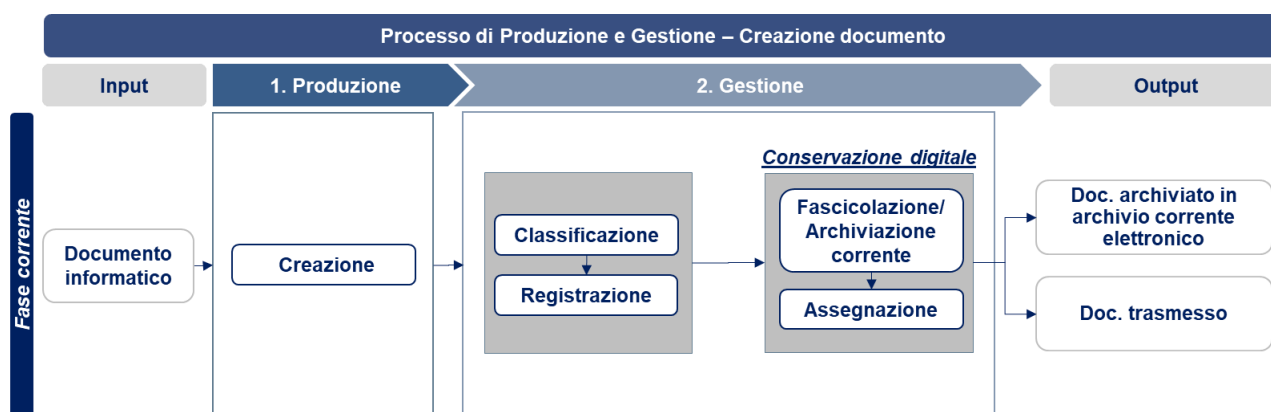 Processo di Produzione e Gestione – Creazione documento
Input
1. Produzione
2. Gestione
Output
Fase corrente
Documento
informatico
Creazione
Classificazione
Registrazione
Conservazione digitale
Fascicolazione/
Archiviazione
corrente
Assegnazione
Doc. archiviato in
archivio corrente
elettronico
Doc. trasmesso